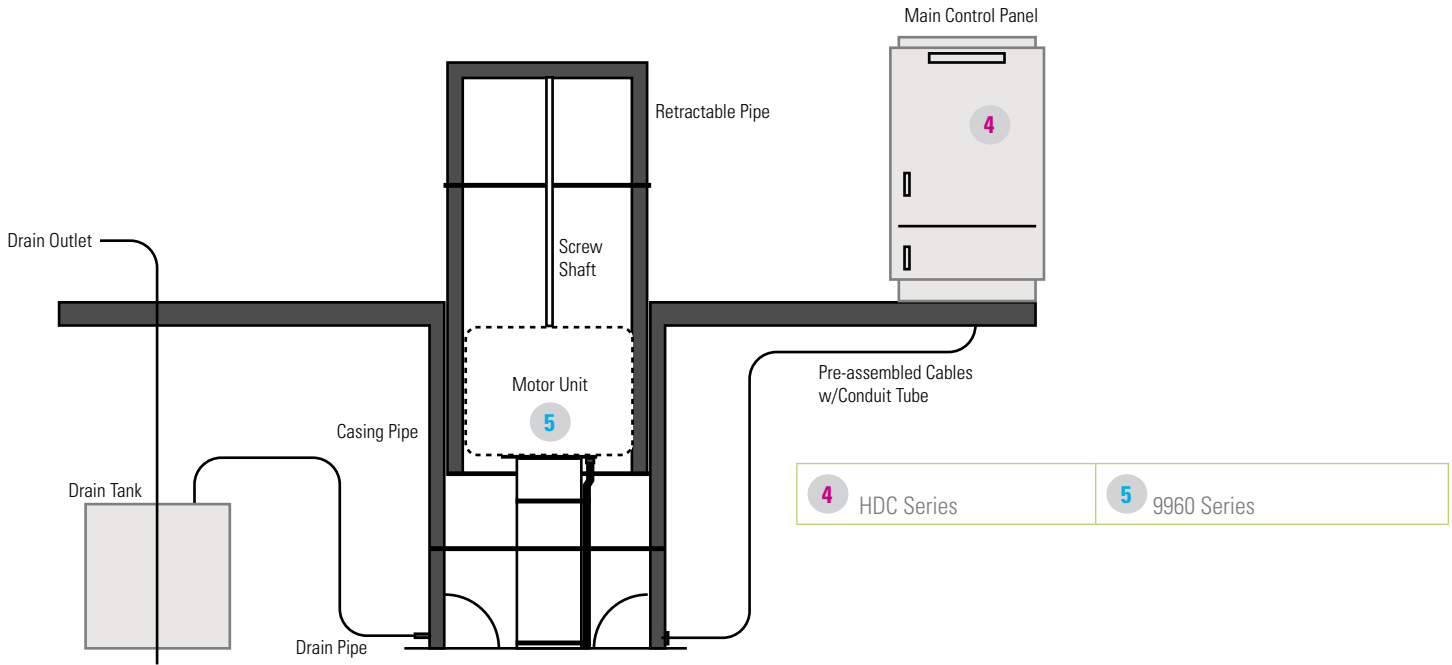 Main Control Panel
Retractable Pipe
4
Drain Outlet
Screw
Shaft
Pre-assembled Cables
w/Conduit Tube
Motor Unit
5
Casing Pipe
Drain Tank
4 HDC Series
5 9960 Series
Drain Pipe